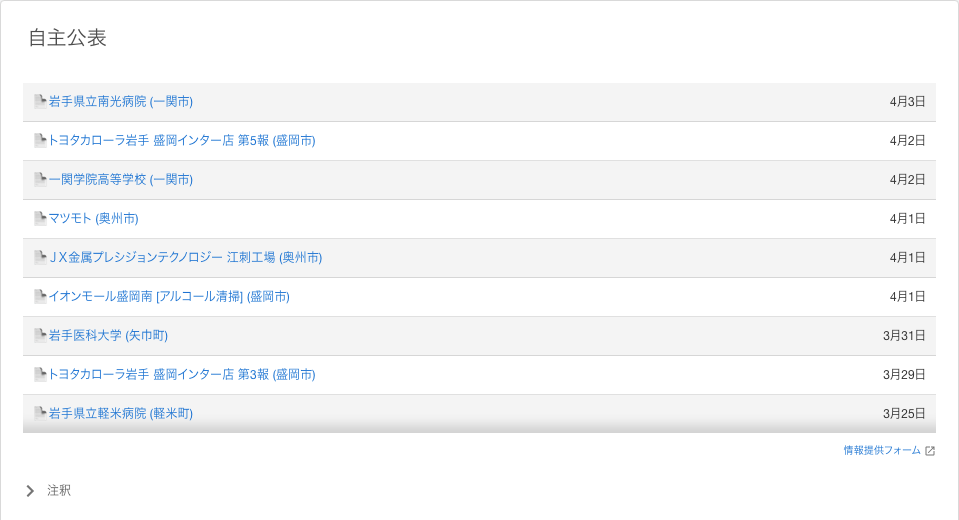 自主公表
岩手県立南光病院 (一関市) 4月3日
トヨタカローラ岩手 盛岡インター店 第5報 (盛岡市) 4月2日
一関学院高等学校 (一関市) 4月2日
マツモト (奥州市) 4月1日
ＪＸ金属プレシジョンテクノロジー 江刺工場 (奥州市) 4月1日
イオンモール盛岡南 [アルコール清掃] (盛岡市) 4月1日
岩手医科大学 (矢巾町) 3月31日
トヨタカローラ岩手 盛岡インター店 第3報 (盛岡市) 3月29日
岩手県立軽米病院 (軽米町) 3月25日
情報提供フォーム
注釈